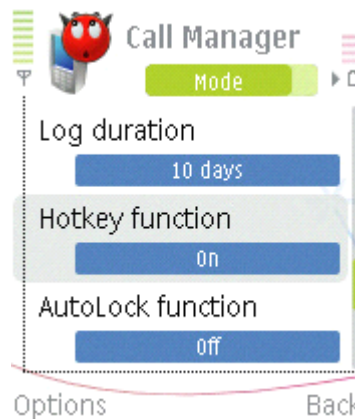 Call Manager
Mode
Log duration
10 days
Hotkey function
On
AutoLock function
Off
Options Back